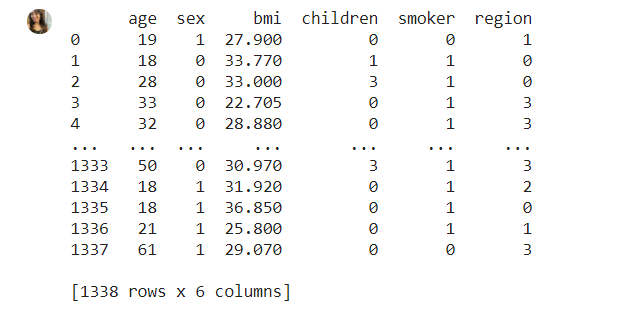 age sex bmi children smoker region
0 19 1 27.900 0 0 1
1 18 0 33.770 1 1 0
2 28 0 33.000 3 1 0
3 33 0 22.705 0 1 3
4 32 0 28.880 0 1 3
... ... ... ... ... ... ...
1333 50 0 30.970 3 1 3
1334 18 1 31.920 0 1 2
1335 18 1 36.850 0 1 0
1336 21 1 25.800 0 1 1
1337 61 1 29.070 0 0 3
[1338 rows x 6 columns]